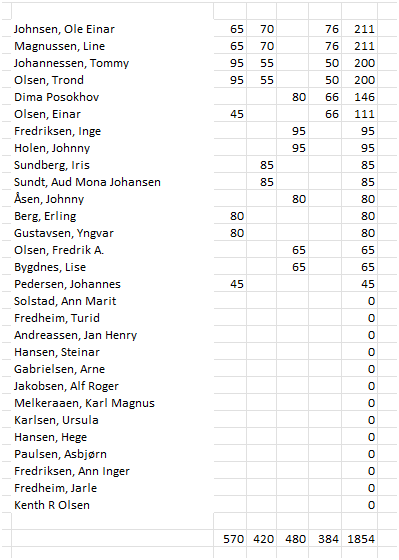 Johnsen, Ole Einar 65 70 76 211
Magnussen, Line 65 70 76 211
Johannessen, Tommy 95 55 50 200
Olsen, Trond 95 55 50 200
Dima Posokhov 80 66 146
Olsen, Einar 45 66 111
Fredriksen, Inge 95 95
Holen, Johnny 95 95
Sundberg, Iris 85 85
Sundt, Aud Mona Johansen 85 85
Åsen, Johnny 80 80
Berg, Erling 80 80
Gustavsen, Yngvar 80 80
Olsen, Fredrik A. 65 65
Bygdnes, Lise 65 65
Pedersen, Johannes 45 45
Solstad, Ann Marit 0
Fredheim, Turid 0
Andreassen, Jan Henry 0
Hansen, Steinar 0
Gabrielsen, Arne 0
Jakobsen, Alf Roger 0
Melkeraaen, Karl Magnus 0
Karlsen, Ursula 0
Hansen, Hege 0
Paulsen, Asbjørn 0
Fredriksen, Ann Inger 0
Fredheim, Jarle 0
Kenth R Olsen 0
570 420 480 384 1854